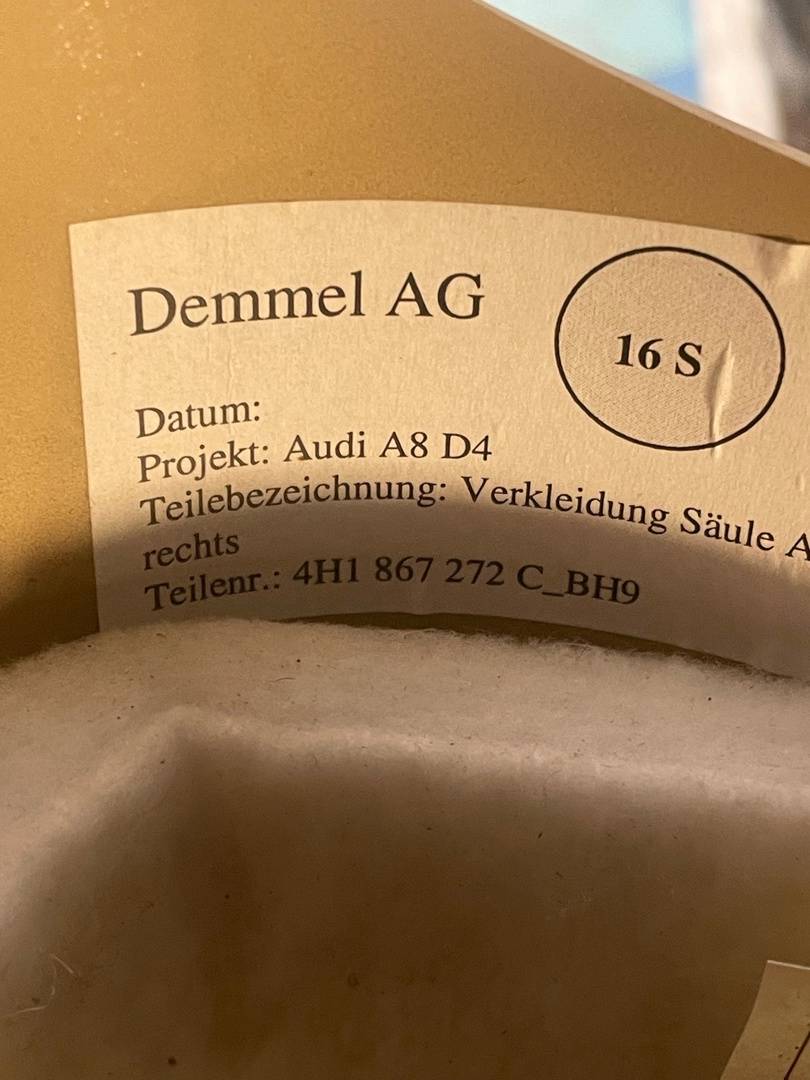 Demmel AG
16 S
Datum:
Projekt: Audi A8 D4
Teilebezeichnung: Verkleidung Säule A
rechts
Teilenr.: 4H1 867 272 C_BH9